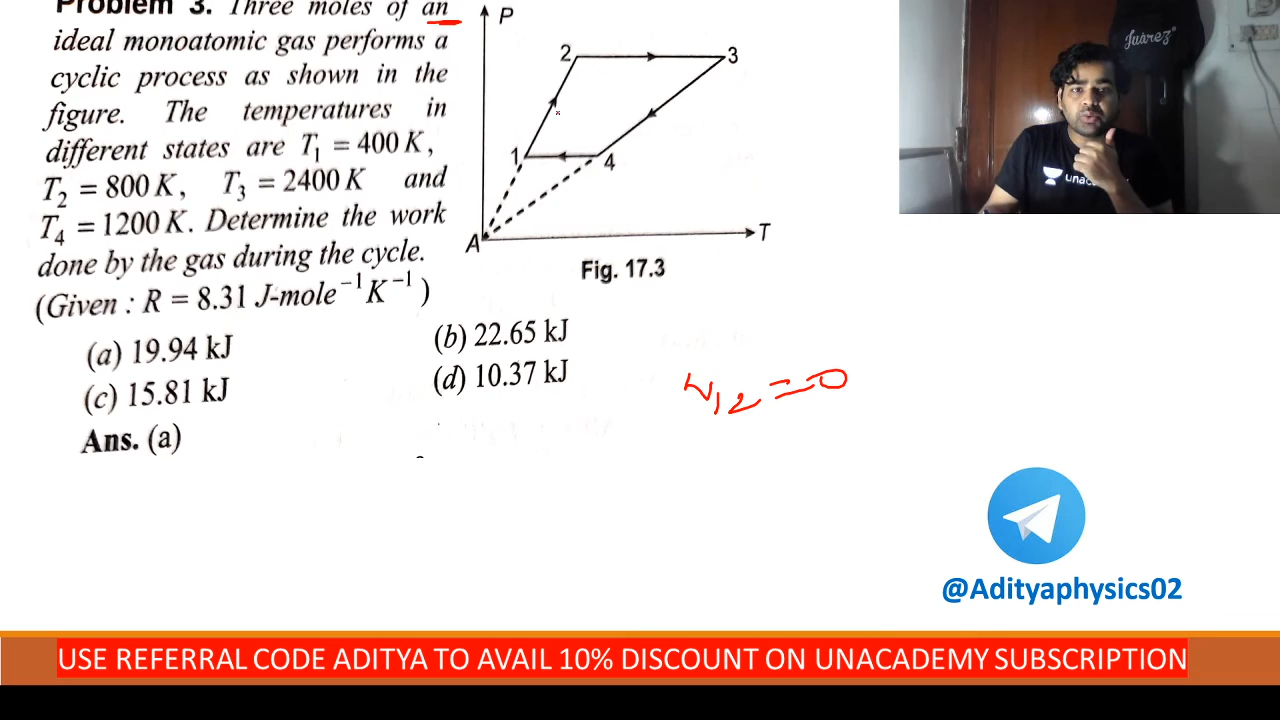 Problem 3. Three moles of an
ideal monoatomic gas performs a
cyclic process as shown in the
figure. The temperatures in
different states are T₁ = 400 K,
T₂ = 800 K, T₃ = 2400 K and
T₄ = 1200 K. Determine the work
done by the gas during the cycle.
(Given : R = 8.31 J-mole⁻¹K⁻¹)
(a) 19.94 kJ
(b) 22.65 kJ
(c) 15.81 kJ
(d) 10.37 kJ
Ans. (a)
P
2
3
1
4
A
T
Fig. 17.3
W₁₂ = 0
Juárez
@Adityaphysics02
USE REFERRAL CODE ADITYA TO AVAIL 10% DISCOUNT ON UNACADEMY SUBSCRIPTION